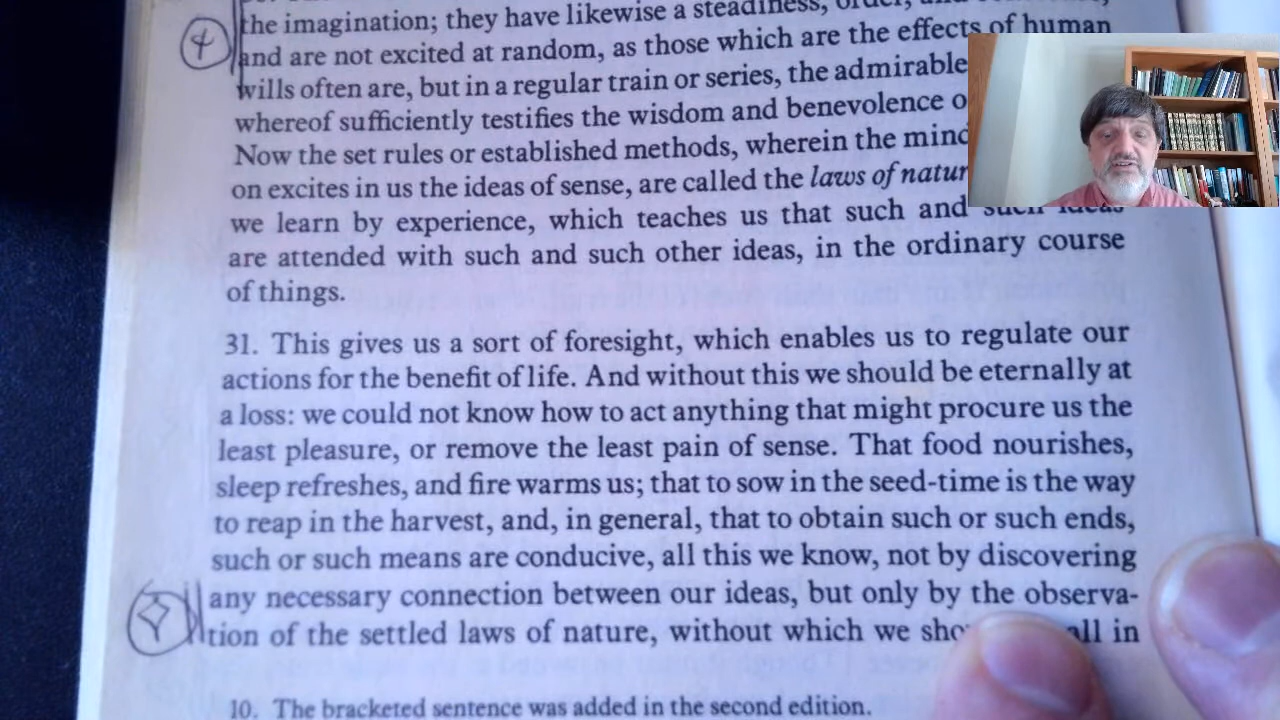 the imagination; they have likewise a steadiness, order, and
and are not excited at random, as those which are the effects of human
wills often are, but in a regular train or series, the admirable
whereof sufficiently testifies the wisdom and benevolence o
Now the set rules or established methods, wherein the mind
on excites in us the ideas of sense, are called the laws of natur
we learn by experience, which teaches us that such and such ideas
are attended with such and such other ideas, in the ordinary course
of things.
31. This gives us a sort of foresight, which enables us to regulate our
actions for the benefit of life. And without this we should be eternally at
a loss: we could not know how to act anything that might procure us the
least pleasure, or remove the least pain of sense. That food nourishes,
sleep refreshes, and fire warms us; that to sow in the seed-time is the way
to reap in the harvest, and, in general, that to obtain such or such ends,
such or such means are conducive, all this we know, not by discovering
any necessary connection between our ideas, but only by the observa-
tion of the settled laws of nature, without which we sho all in
10. The bracketed sentence was added in the second edition.